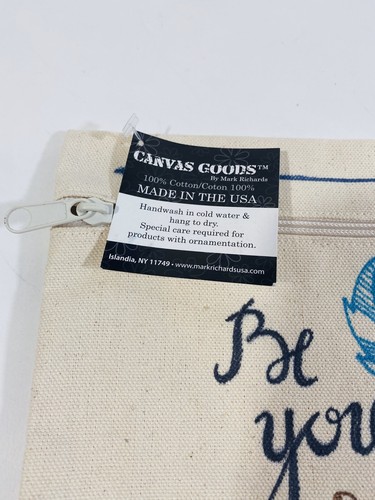 CANVAS GOODS™
By Mark Richards
100% Cotton/Coton 100%
MADE IN THE USA
Handwash in cold water &
hang to dry.
Special care required for
products with ornamentation.
Islandia, NY 11749 • www.markrichardsusa.com
Be
you